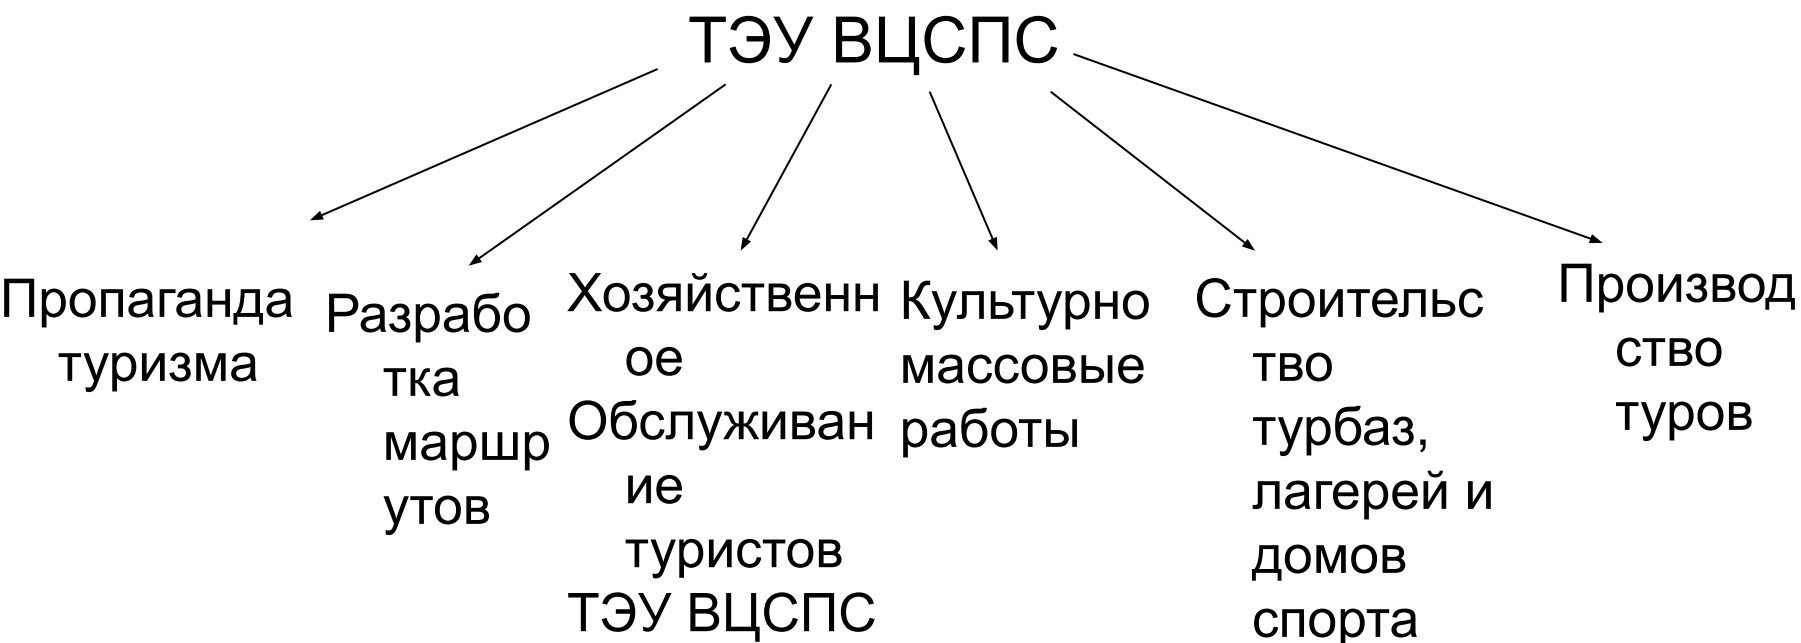 ТЭУ ВЦСПС
Пропаганда
туризма
Разрабо
тка
маршр
утов
Хозяйственн
ое
Обслуживан
ие
туристов
ТЭУ ВЦСПС
Культурно
массовые
работы
Строительс
тво
турбаз,
лагерей и
домов
спорта
Производ
ство
туров